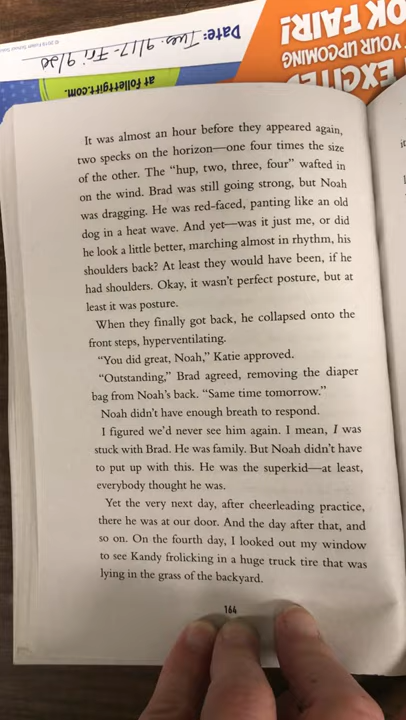 BOOK FAIR!
YOUR UPCOMING
EXCITED
Date: Tues. 9/17-Fri 9/20
at follettgift.com.
It was almost an hour before they appeared again,
two specks on the horizon—one four times the size
of the other. The “hup, two, three, four” wafted in
on the wind. Brad was still going strong, but Noah
was dragging. He was red-faced, panting like an old
dog in a heat wave. And yet—was it just me, or did
he look a little better, marching almost in rhythm, his
shoulders back? At least they would have been, if he
had shoulders. Okay, it wasn’t perfect posture, but at
least it was posture.
When they finally got back, he collapsed onto the
front steps, hyperventilating.
“You did great, Noah,” Katie approved.
“Outstanding,” Brad agreed, removing the diaper
bag from Noah’s back. “Same time tomorrow.”
Noah didn’t have enough breath to respond.
I figured we’d never see him again. I mean, I was
stuck with Brad. He was family. But Noah didn’t have
to put up with this. He was the superkid—at least,
everybody thought he was.
Yet the very next day, after cheerleading practice,
there he was at our door. And the day after that, and
so on. On the fourth day, I looked out my window
to see Kandy frolicking in a huge truck tire that was
lying in the grass of the backyard.
164